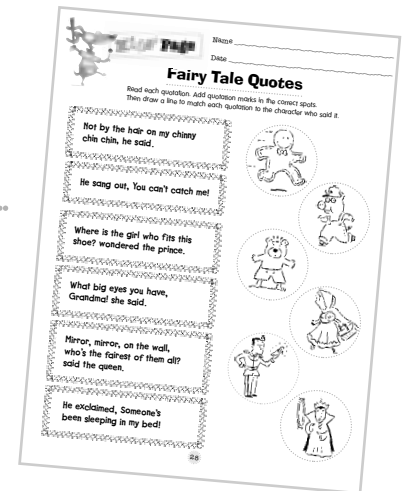 Name
Date
Fairy Tale Quotes
Read each quotation. Add quotation marks in the correct spots.
Then draw a line to match each quotation to the character who said it.
Not by the hair on my chinny
chin chin, he said.
He sang out, You can't catch me!
Where is the girl who fits this
shoe? wondered the prince.
What big eyes you have,
Grandma! she said.
Mirror, mirror, on the wall,
who's the fairest of them all?
said the queen.
He exclaimed, Someone's
been sleeping in my bed!
28